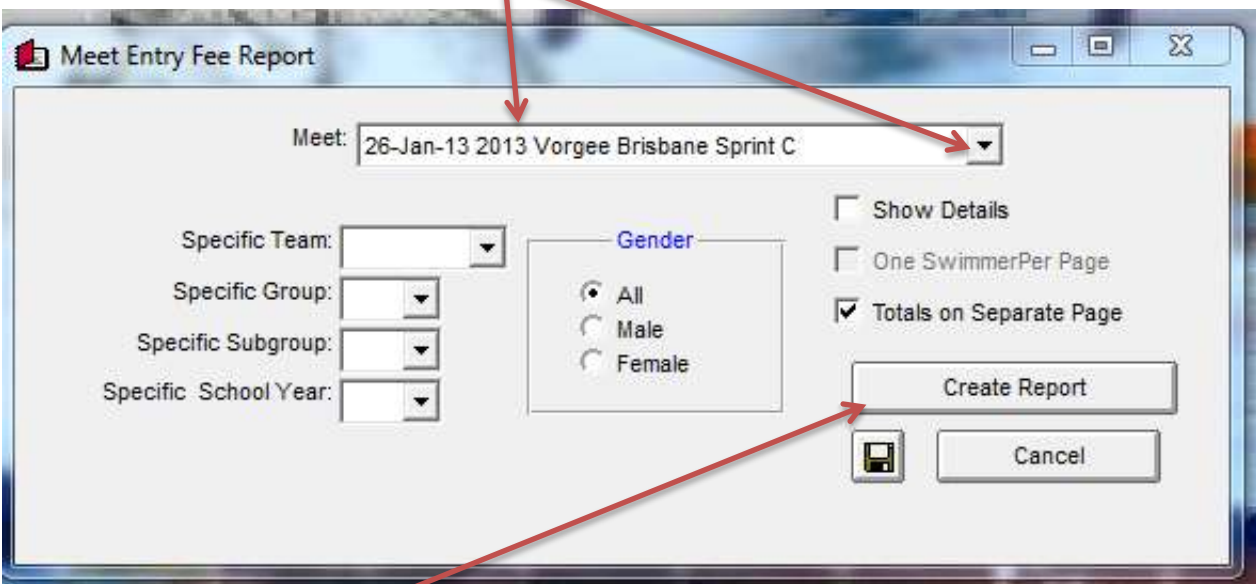 Meet Entry Fee Report
Meet: 26-Jan-13 2013 Vorgee Brisbane Sprint C
Show Details
One SwimmerPer Page
Totals on Separate Page
Specific Team:
Specific Group:
Specific Subgroup:
Specific School Year:
Gender
All
Male
Female
Create Report
Cancel